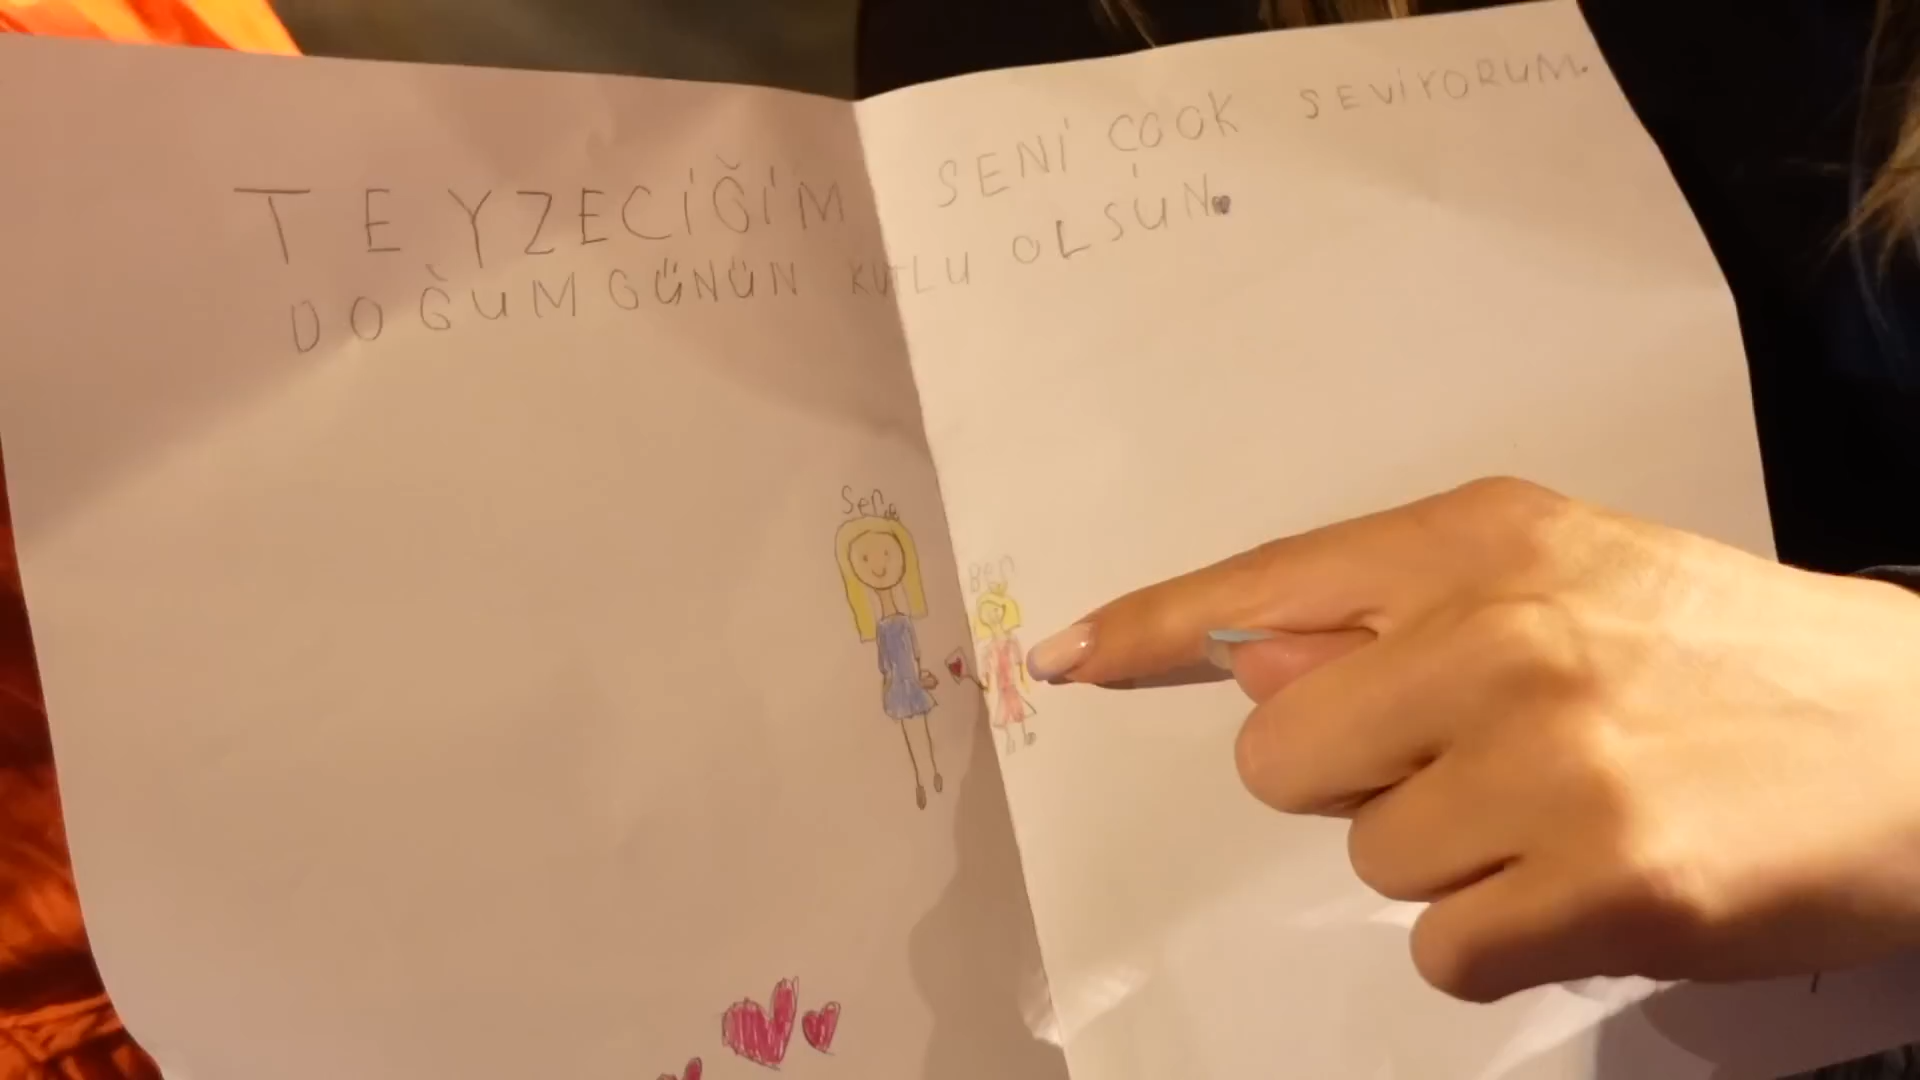 TEYZECİĞİM SENİ ÇOOK SEVİYORUM.
DOĞUM GÜNÜN KUTLU OLSUN.
Sen
Ben